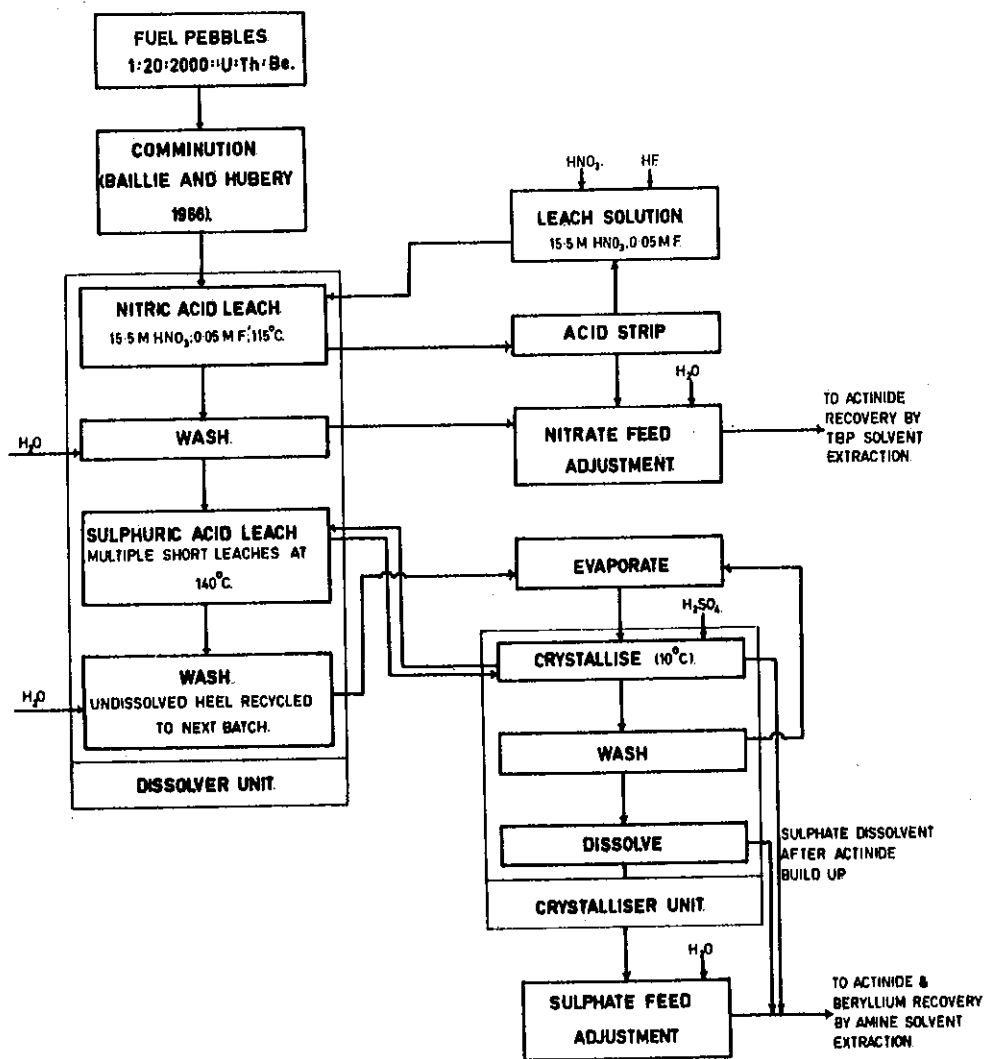 FUEL PEBBLES
1:20:2000::U:Th:Be.
COMMINUTION
(BAILLIE AND HUBERY
1966).
HNO₃.
HF.
LEACH SOLUTION.
15·5 M HNO₃.0·05 M F.
NITRIC ACID LEACH.
15·5 M HNO₃;0·05 M F';115°C.
ACID STRIP
H₂O
WASH.
H₂O
NITRATE FEED
ADJUSTMENT.
TO ACTINIDE
RECOVERY BY
TBP SOLVENT
EXTRACTION.
SULPHURIC ACID LEACH
MULTIPLE SHORT LEACHES AT
140°C.
EVAPORATE
H₂SO₄.
CRYSTALLISE (10°C).
H₂O
WASH.
UNDISSOLVED HEEL RECYCLED
TO NEXT BATCH.
DISSOLVER UNIT.
WASH
DISSOLVE
SULPHATE DISSOLVENT
AFTER ACTINIDE
BUILD UP
CRYSTALLISER UNIT.
H₂O
SULPHATE FEED
ADJUSTMENT
TO ACTINIDE &
BERYLLIUM RECOVERY
BY AMINE SOLVENT
EXTRACTION.